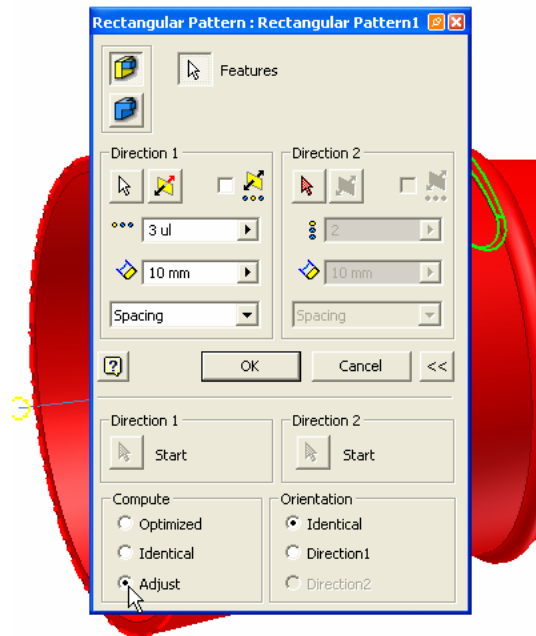 Rectangular Pattern : Rectangular Pattern1
Features
Direction 1
Direction 2
3 ul
2
10 mm
10 mm
Spacing
Spacing
OK
Cancel
<<
Direction 1
Direction 2
Start
Start
Compute
Orientation
Optimized
Identical
Identical
Direction1
Adjust
Direction2